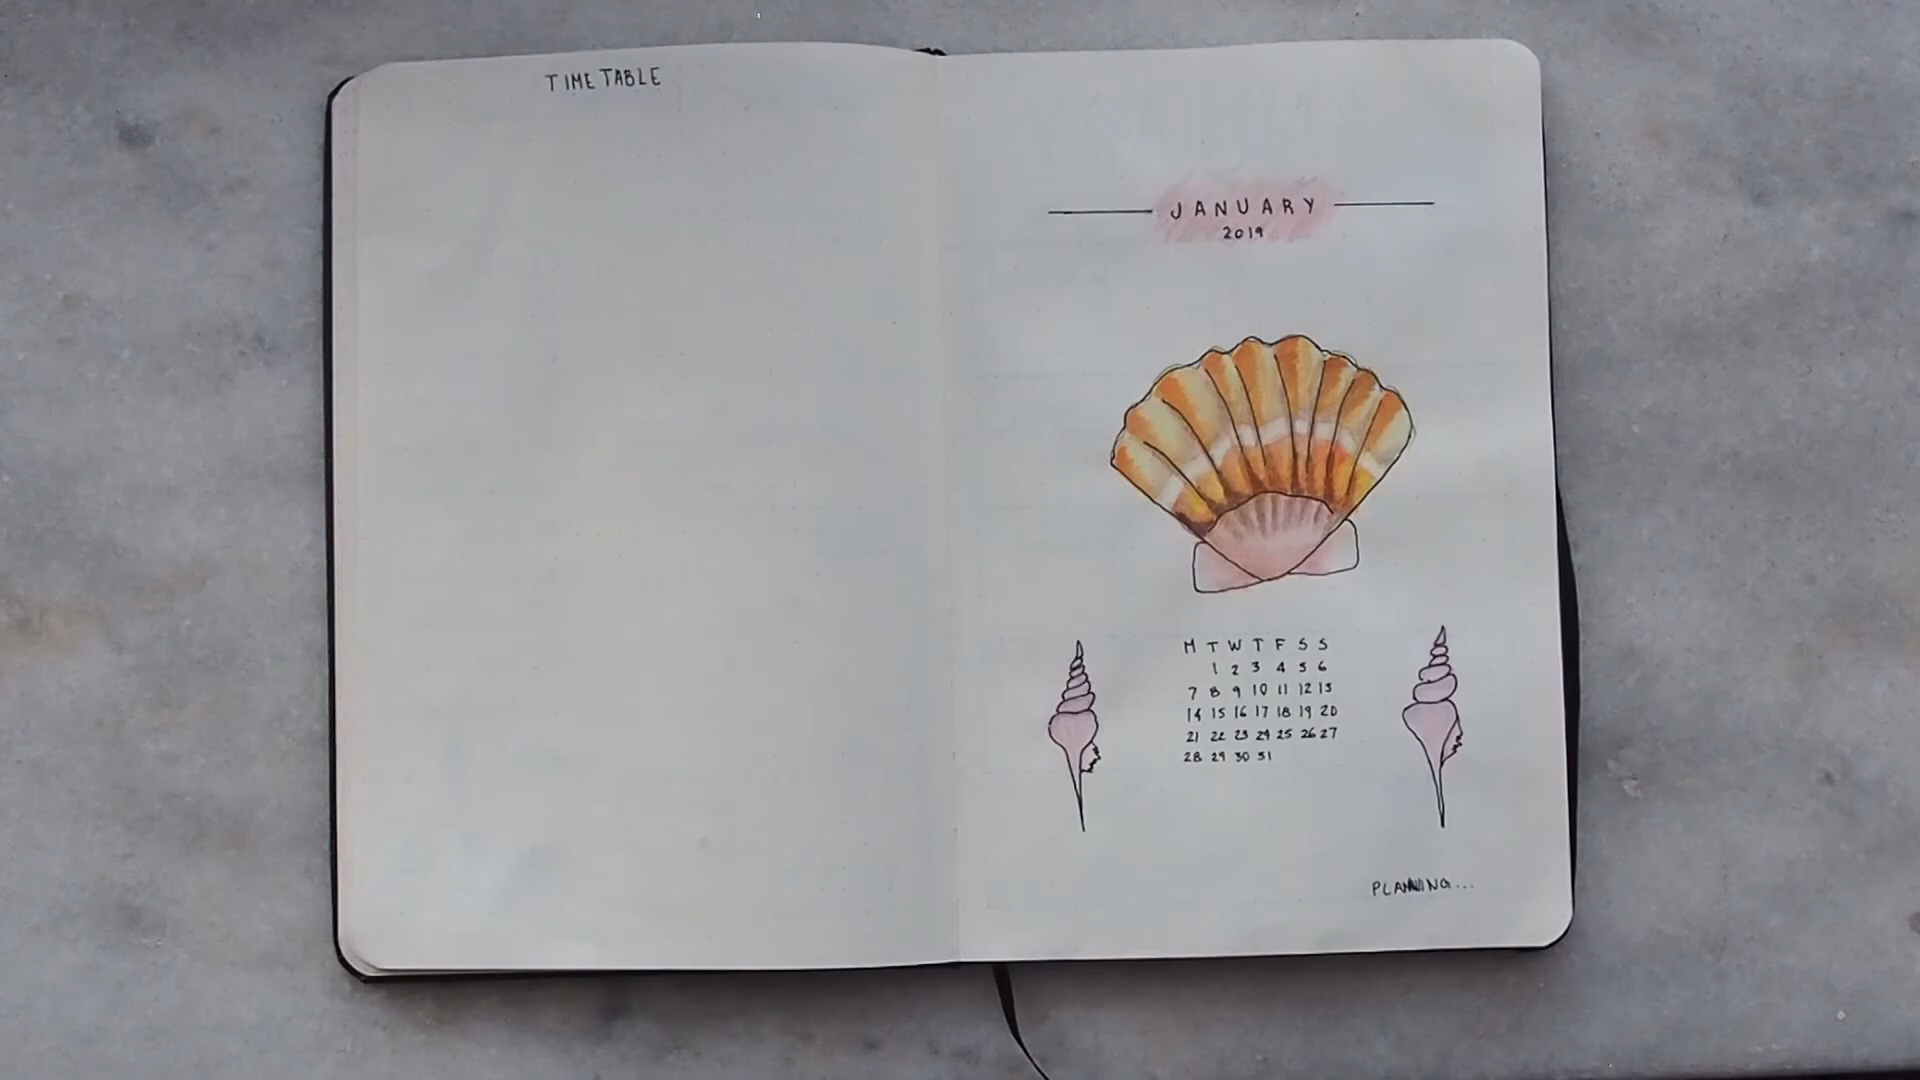 TIME TABLE
JANUARY
2019
M T W T F S S
1 2 3 4 5 6
7 8 9 10 11 12 13
14 15 16 17 18 19 20
21 22 23 24 25 26 27
28 29 30 31
PLANNING...